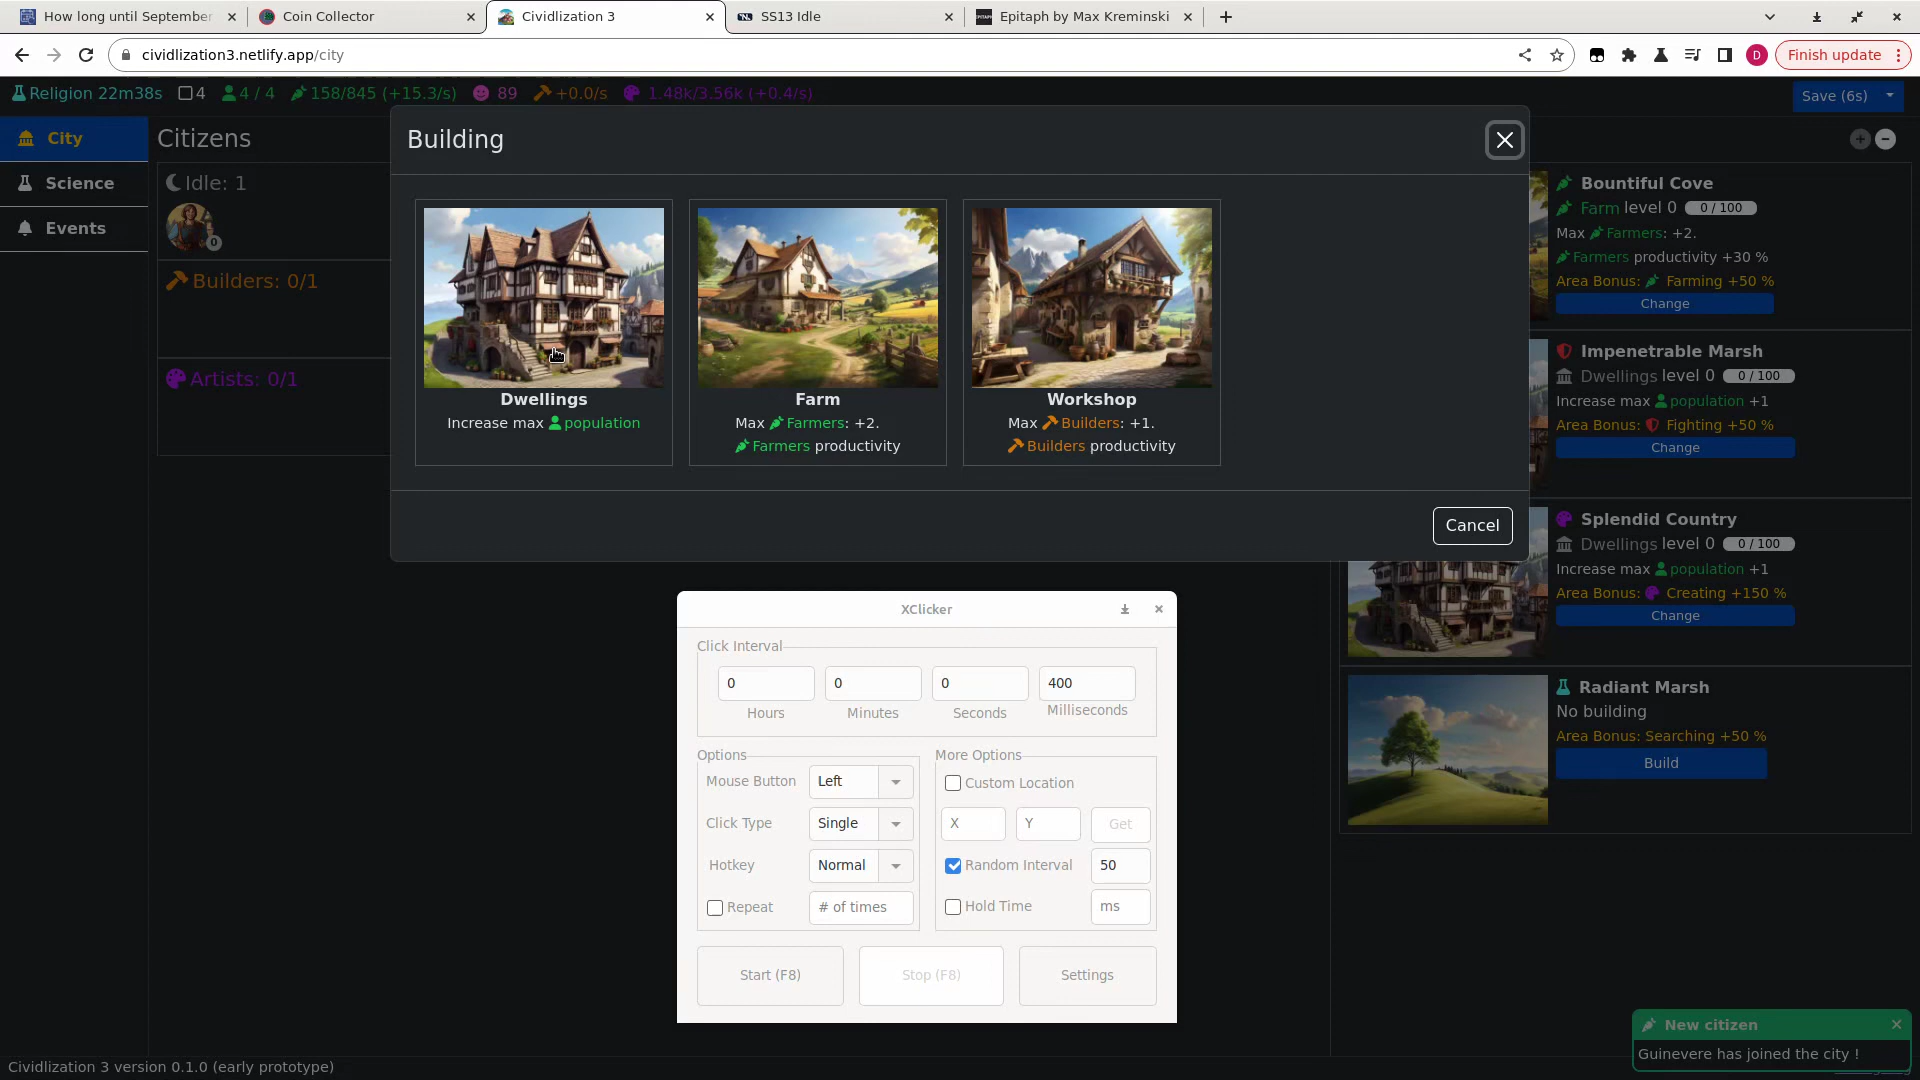 How long until September
Coin Collector
Cividlization 3
SS13 Idle
Epitaph by Max Kreminski
cividlization3.netlify.app/city
D
Finish update
Religion 22m38s
4
4 / 4
158/845 (+15.3/s)
89
+0.0/s
1.48k/3.56k (+0.4/s)
Save (6s)
City
Science
Events
Citizens
Idle: 1
0
Builders: 0/1
Artists: 0/1
Building
Dwellings
Increase max population
Farm
Max Farmers: +2.
Farmers productivity
Workshop
Max Builders: +1.
Builders productivity
Cancel
Bountiful Cove
Farm level 0 0 / 100
Max Farmers: +2.
Farmers productivity +30 %
Area Bonus: Farming +50 %
Change
Impenetrable Marsh
Dwellings level 0 0 / 100
Increase max population +1
Area Bonus: Fighting +50 %
Change
Splendid Country
Dwellings level 0 0 / 100
Increase max population +1
Area Bonus: Creating +150 %
Change
Radiant Marsh
No building
Area Bonus: Searching +50 %
Build
XClicker
Click Interval
0
0
0
400
Hours
Minutes
Seconds
Milliseconds
Options
Mouse Button Left
Click Type Single
Hotkey Normal
Repeat # of times
More Options
Custom Location
X
Y
Get
Random Interval 50
Hold Time ms
Start (F8)
Stop (F8)
Settings
New citizen
Guinevere has joined the city !
Cividlization 3 version 0.1.0 (early prototype)